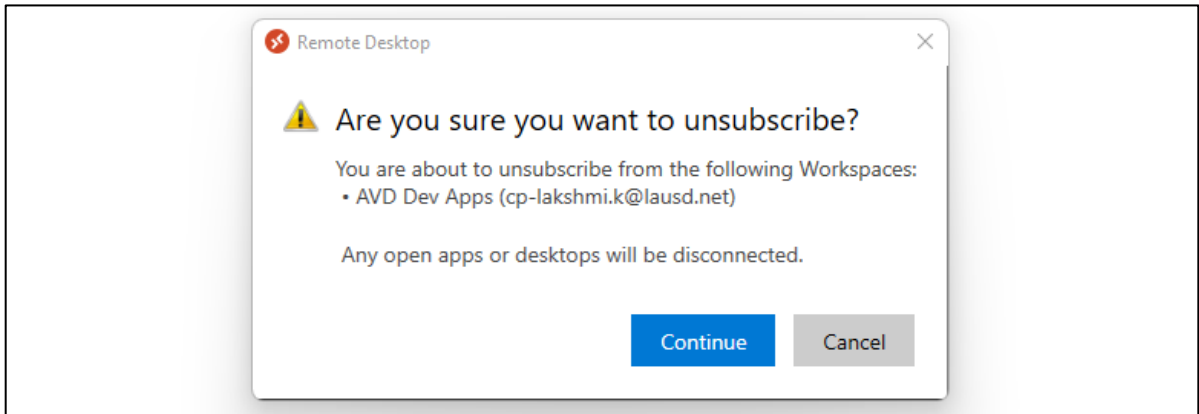 Remote Desktop
Are you sure you want to unsubscribe?
You are about to unsubscribe from the following Workspaces:
• AVD Dev Apps (cp-lakshmi.k@lausd.net)
Any open apps or desktops will be disconnected.
Continue Cancel